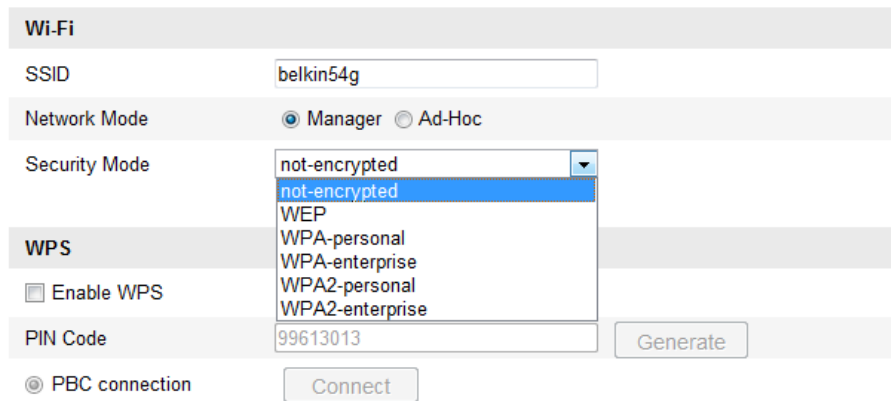 Wi-Fi
SSID belkin54g
Network Mode Manager Ad-Hoc
Security Mode not-encrypted
not-encrypted
WEP
WPA-personal
WPA-enterprise
WPA2-personal
WPA2-enterprise
WPS
Enable WPS
PIN Code 99613013 Generate
PBC connection Connect